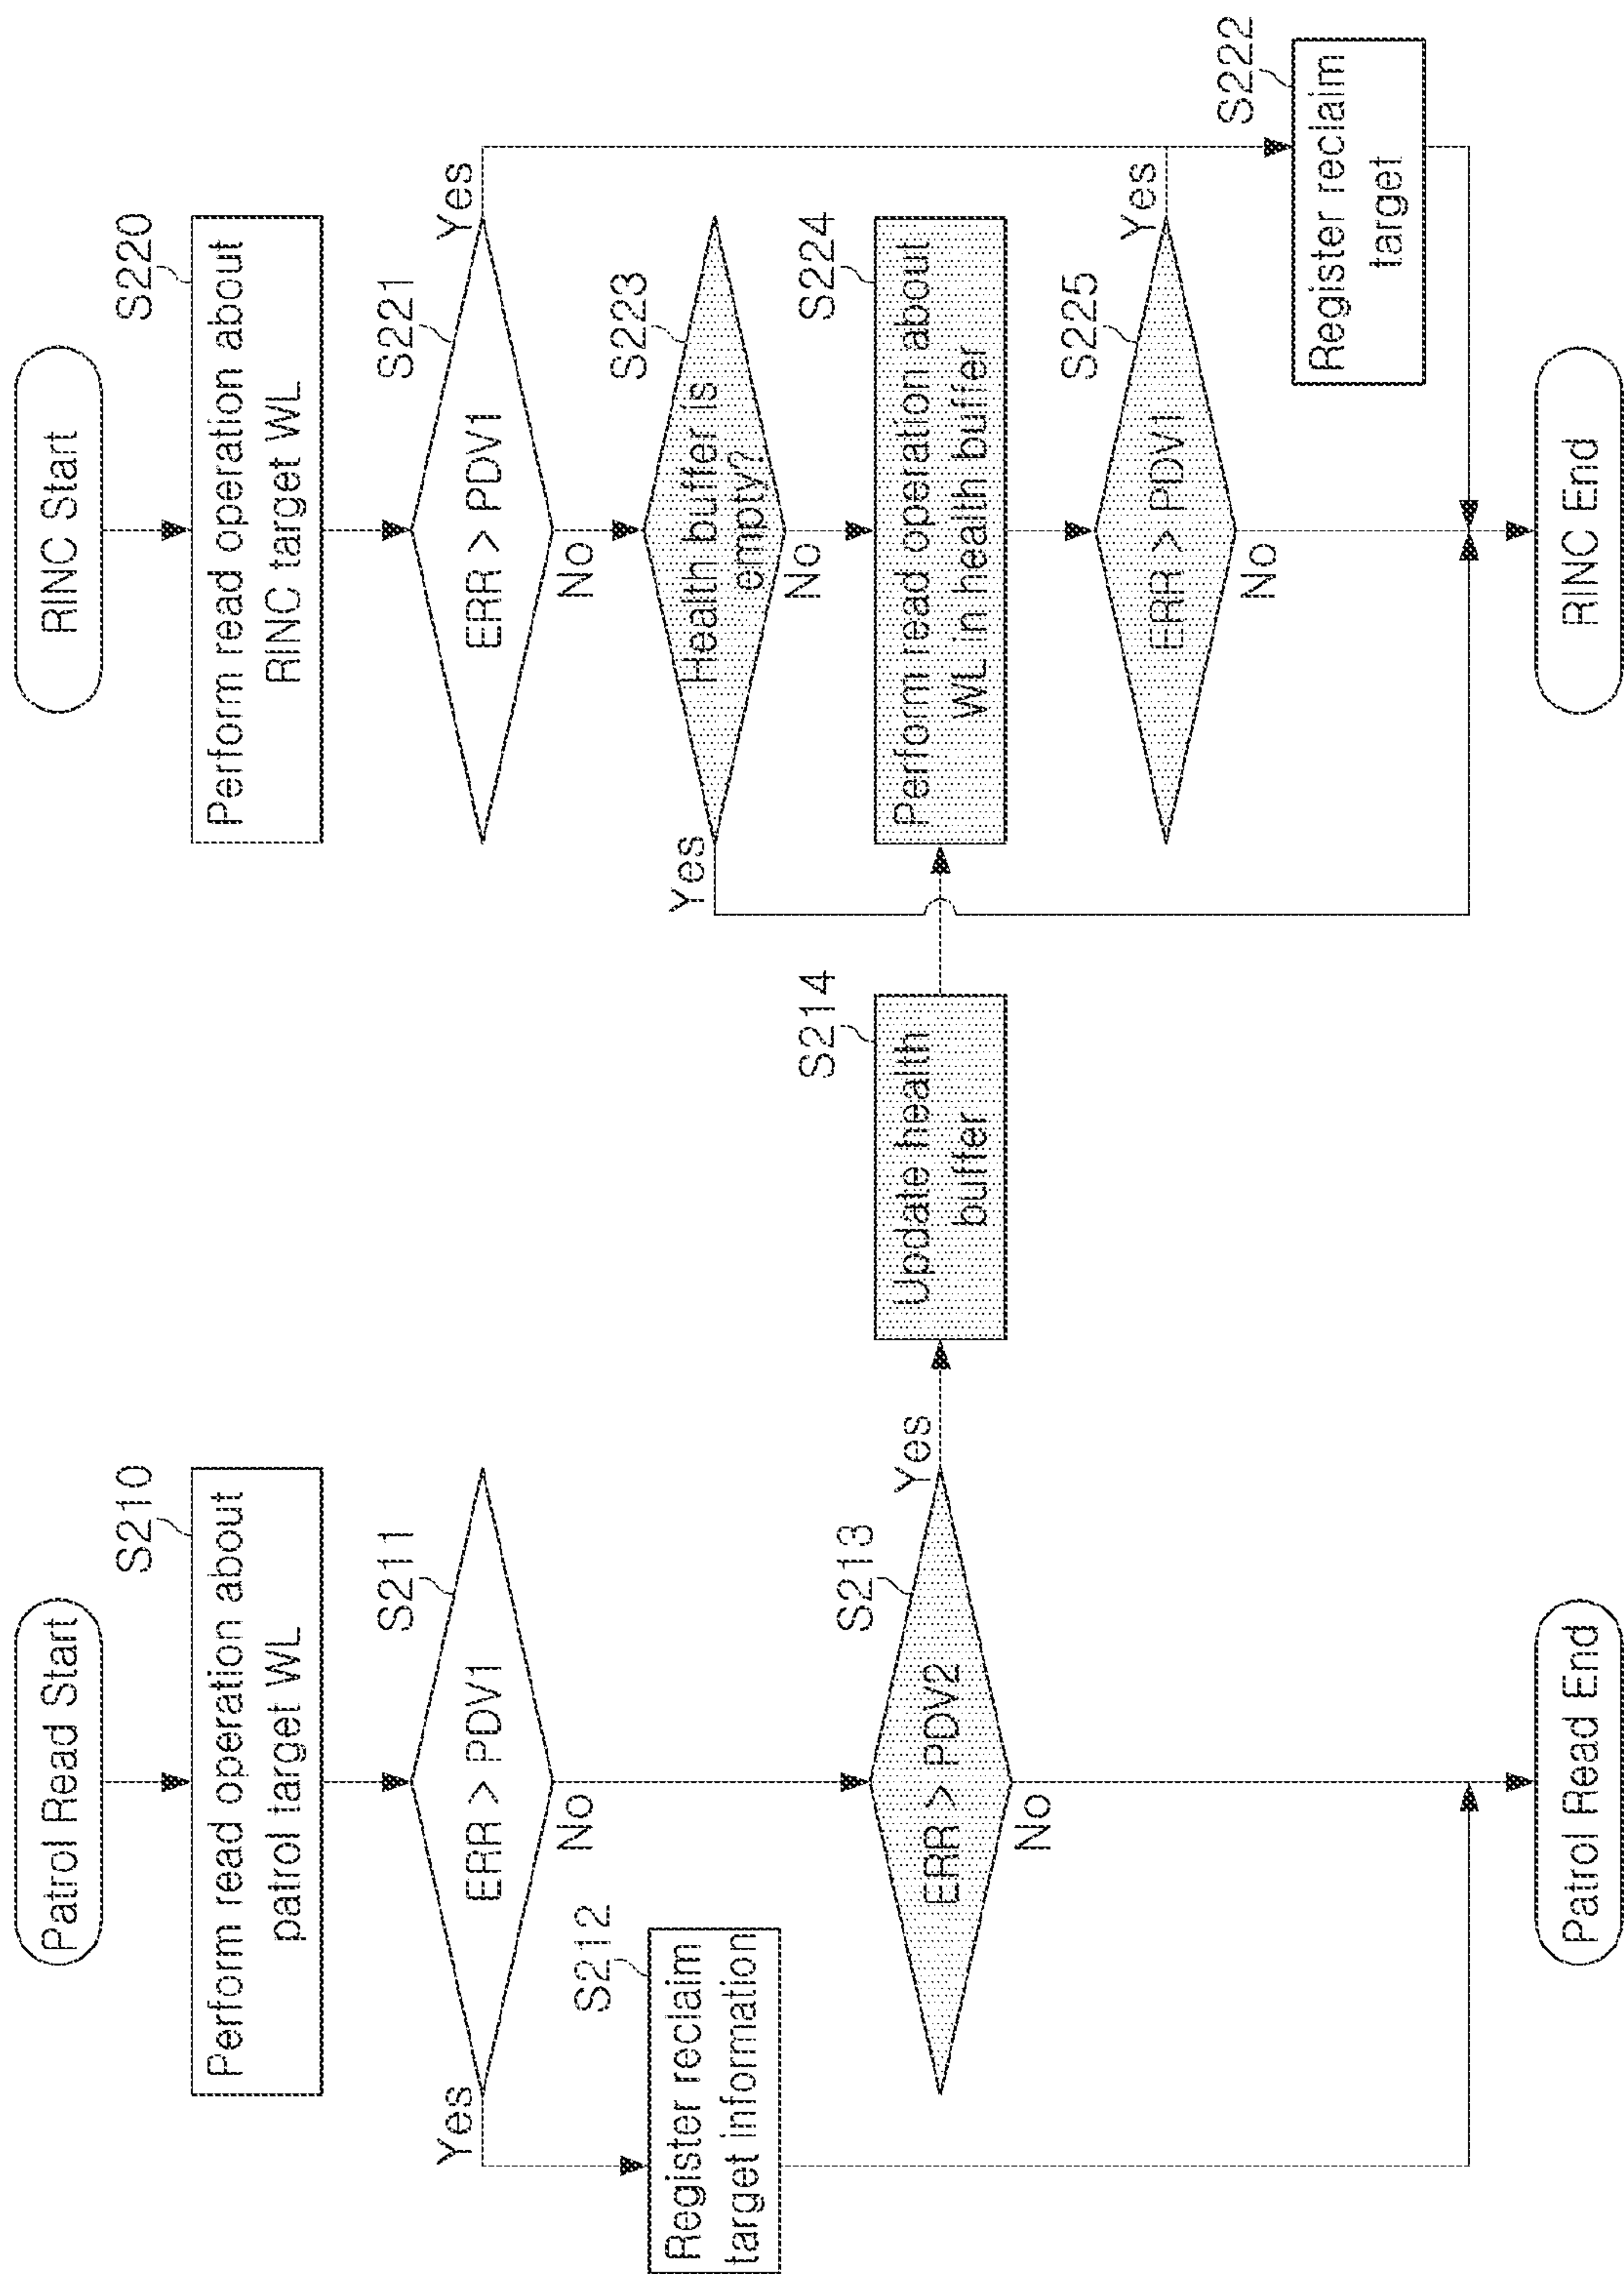 Patrol Read Start
S210
Perform read operation about
patrol target WL
S211
ERR > PDV1
Yes
No
S212
Register reclaim
target information
S213
ERR > PDV2
Yes
No
S214
Update health
buffer
Patrol Read End
RINC Start
S220
Perform read operation about
RINC target WL
S221
ERR > PDV1
Yes
No
S223
Health buffer is
empty?
Yes
No
S224
Perform read operation about
WL in health buffer
S225
ERR > PDV1
Yes
No
S222
Register reclaim
target
RINC End